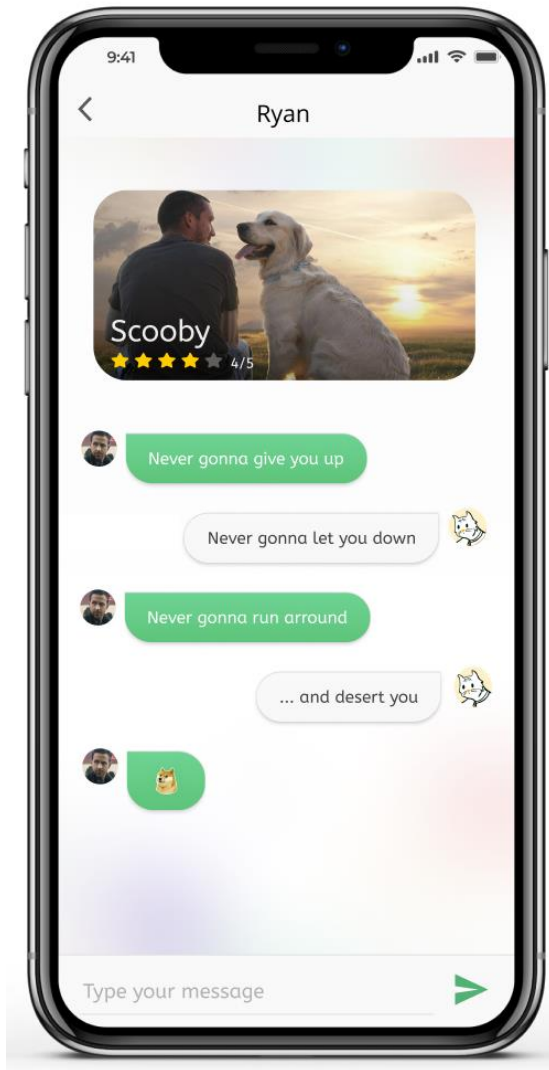 9:41
Ryan
Scooby
4/5
Never gonna give you up
Never gonna let you down
Never gonna run arround
... and desert you
Type your message